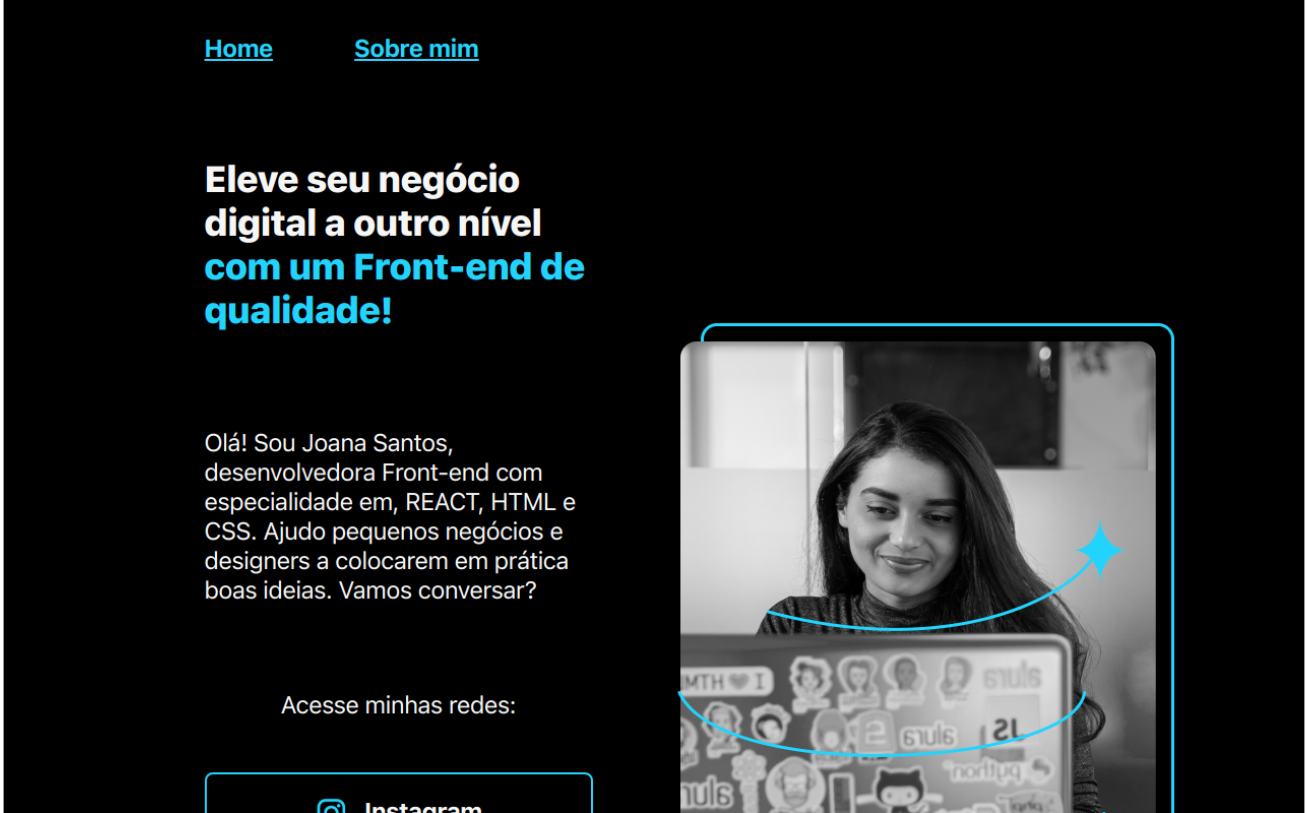 Home
Sobre mim
Eleve seu negócio
digital a outro nível
com um Front-end de
qualidade!
Olá! Sou Joana Santos,
desenvolvedora Front-end com
especialidade em, REACT, HTML e
CSS. Ajudo pequenos negócios e
designers a colocarem em prática
boas ideias. Vamos conversar?
Acesse minhas redes:
Instagram
I HTM
alura
alura
JS
python
alura